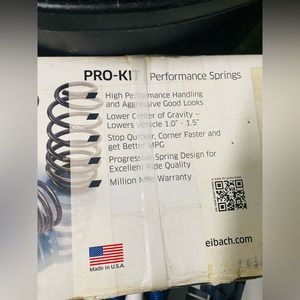 PRO-KIT | Performance Springs
High Performance Handling
and Aggressive Good Looks
Lower Center of Gravity –
Lowers Vehicle 1.0" - 1.5"
Stop Quicker, Corner Faster and
get Better MPG
Progressive Spring Design for
Excellent Ride Quality
Million Mile Warranty
eibach.com
Made in U.S.A.